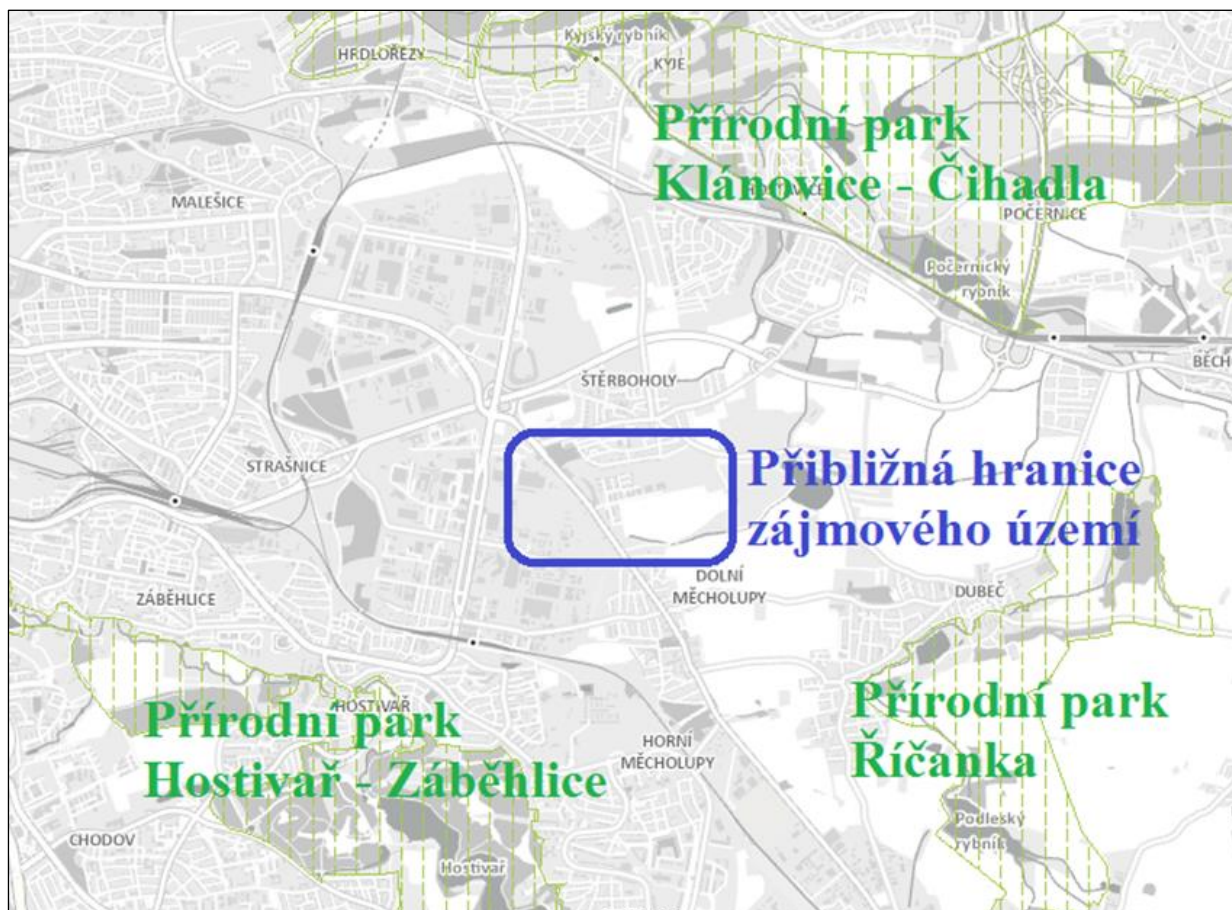 HRDLOŘEZY
Kyjský rybník
KYJE
Přírodní park
Klánovice - Čihadla
MALEŠICE
HOSTAVICE
POČERNICE
Počernický
rybník
BĚCH
ŠTĚRBOHOLY
STRAŠNICE
Přibližná hranice
zájmového území
DOLNÍ
MĚCHOLUPY
DUBEČ
ZÁBĚHLICE
HOSTIVAŘ
Přírodní park
Hostivař - Záběhlice
HORNÍ
MĚCHOLUPY
Přírodní park
Říčanka
Podleský
rybník
CHODOV
Hostivař